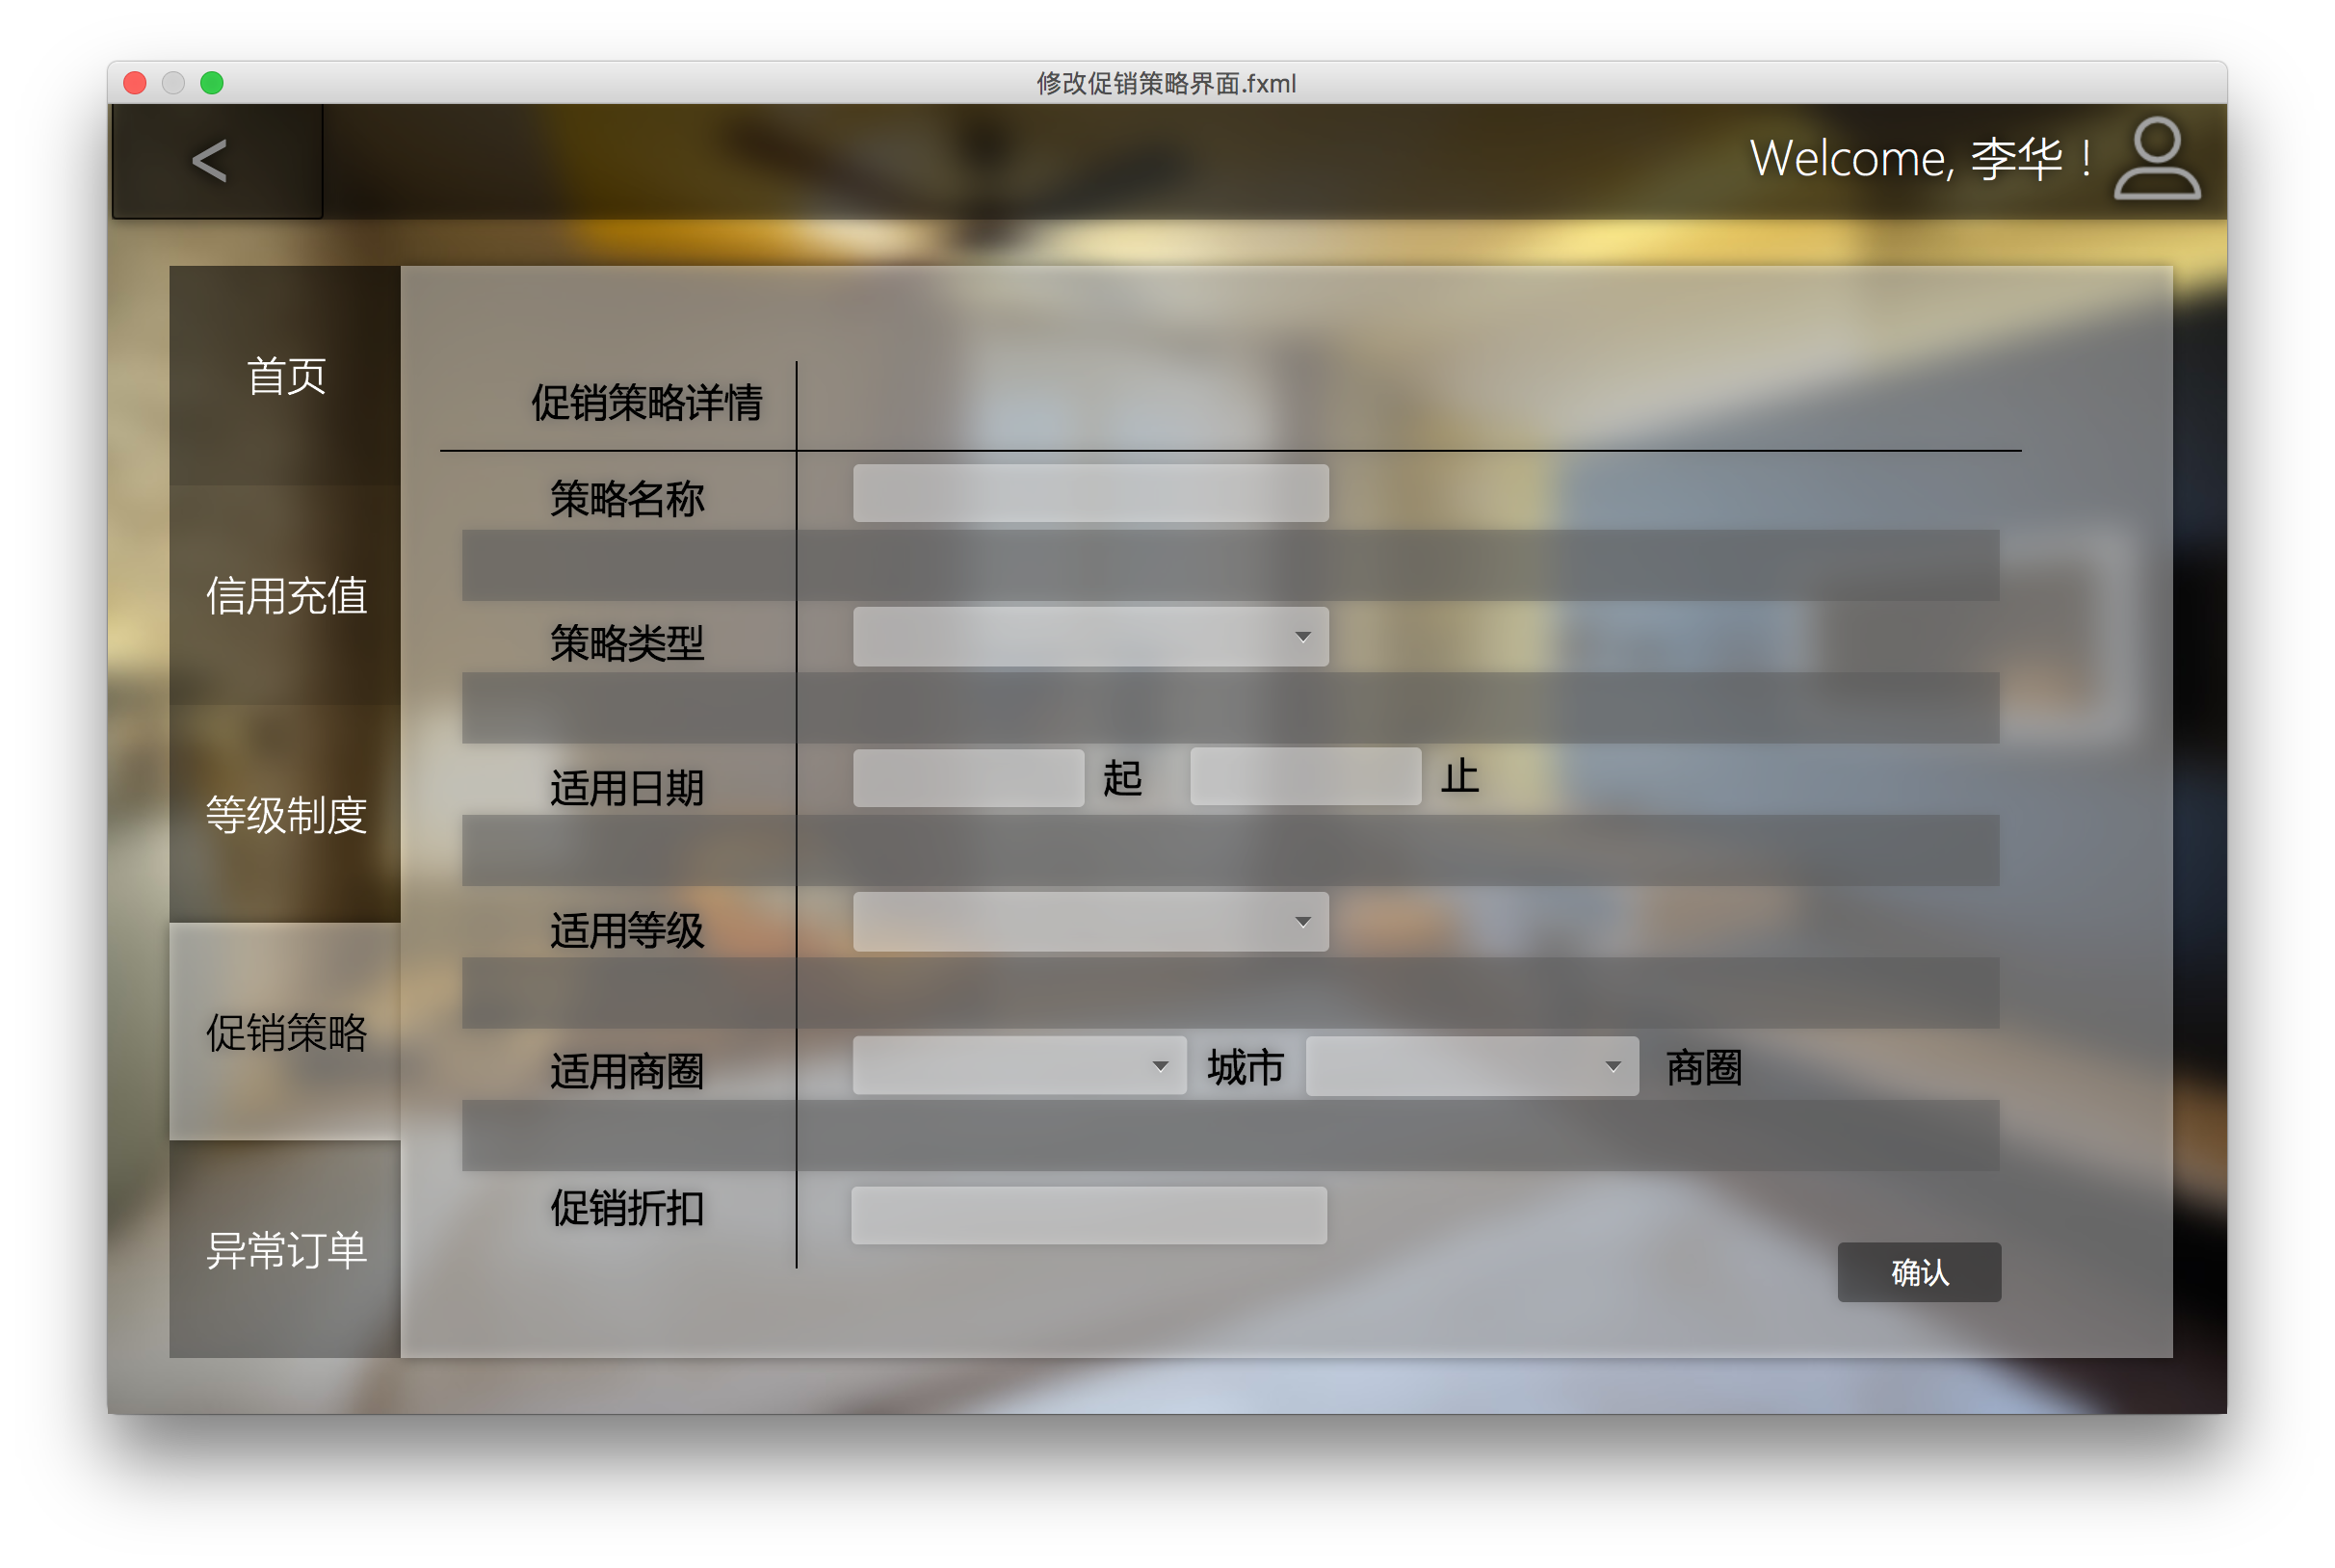 修改促销策略界面.fxml
<
Welcome, 李华！
首页
信用充值
等级制度
促销策略
异常订单
促销策略详情
策略名称
策略类型
适用日期 起 止
适用等级
适用商圈 城市 商圈
促销折扣
确认